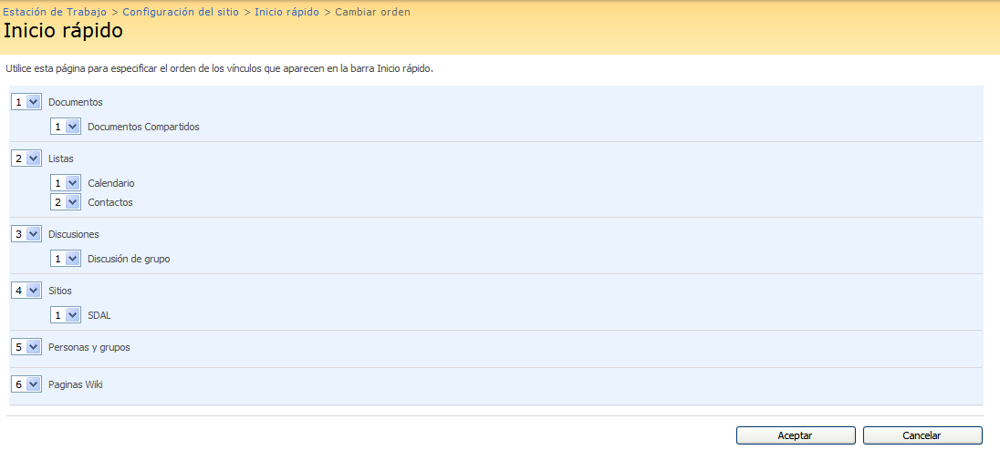 Estación de Trabajo > Configuración del sitio > Inicio rápido > Cambiar orden
Inicio rápido
Utilice esta página para especificar el orden de los vínculos que aparecen en la barra Inicio rápido.
1 Documentos
1 Documentos Compartidos
2 Listas
1 Calendario
2 Contactos
3 Discusiones
1 Discusión de grupo
4 Sitios
1 SDAL
5 Personas y grupos
6 Paginas Wiki
Aceptar Cancelar